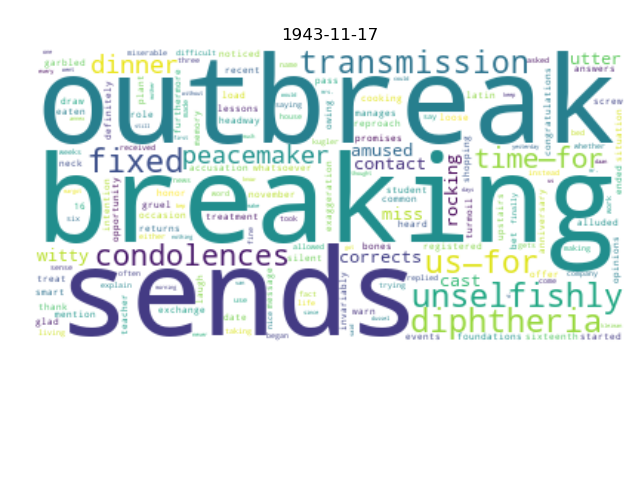 1943-11-17
outbreak
breaking
sends
transmission
dinner
utter
fixed
peacemaker
time—for
condolences
us—for
unselfishly
diphtheria
witty
corrects
cast
contact
amused
miss
rocking
garbled
miserable
difficult
noticed
recent
three
asked
answers
screw
draw
eaten
definitely
plant
role
furthermore
memory
load
lessons
headway
saying
house
owing
pass
cooking
manages
reproach
promises
say
latin
congratulations
neck
weeks
received
accusation
whatsoever
exaggeration
student
common
heard
shopping
turmoil
instead
whether
ended
situation
16
six
intention
opportunity
gruel
honor
occasion
returns
either
word
november
treatment
took
fine
upstairs
bet
finally
anniversary
alluded
work
opinions
making
registered
offer
come
company
bones
allowed
silent
often
explain
sense
treat
smart
thank
mention
glad
living
teacher
exchange
laugh
use
date
taking
nice
message
began
fact
life
save
invariably
warn
trying
replied
events
foundations
sixteenth
started